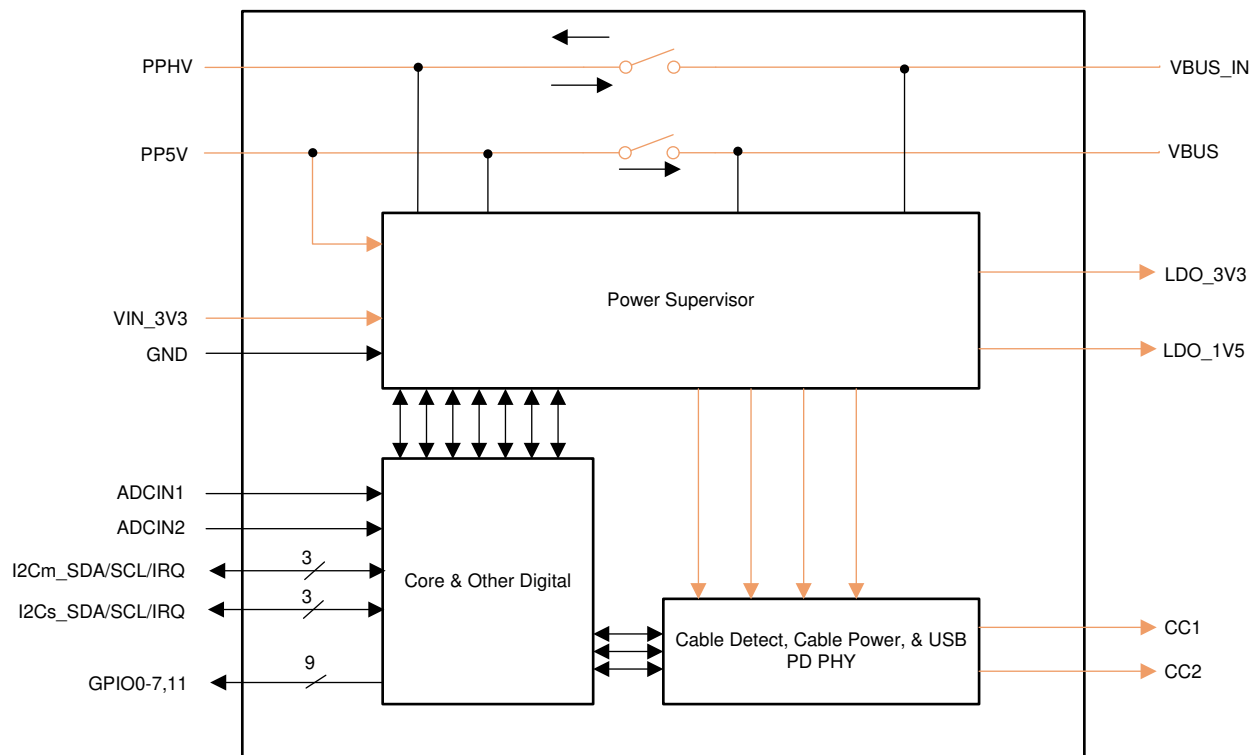 PPHV
VBUS_IN
PP5V
VBUS
Power Supervisor
LDO_3V3
VIN_3V3
GND
LDO_1V5
ADCIN1
ADCIN2
I2Cm_SDA/SCL/IRQ
3
I2Cs_SDA/SCL/IRQ
3
Core & Other Digital
GPIO0-7,11
9
Cable Detect, Cable Power, & USB
PD PHY
CC1
CC2